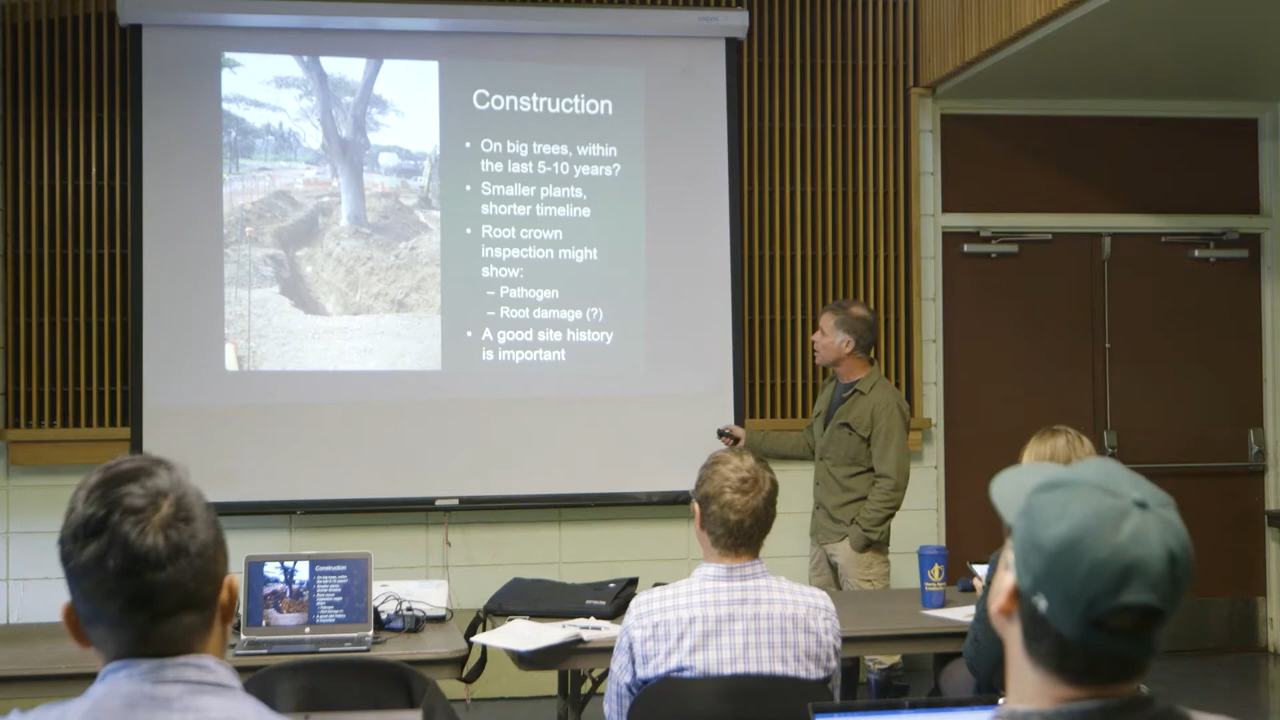 Construction
• On big trees, within
the last 5-10 years?
• Smaller plants,
shorter timeline
• Root crown
inspection might
show:
– Pathogen
– Root damage (?)
• A good site history
is important
Construction